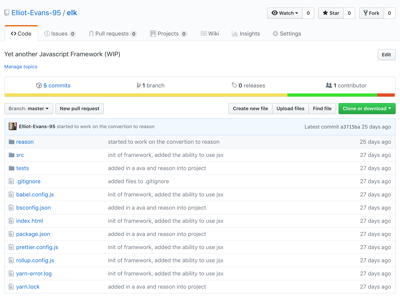 Elliot-Evans-95 / elk
Watch 0 Star 0 Fork 0
Code Issues 0 Pull requests 0 Projects 0 Wiki Insights Settings
Yet another Javascript Framework (WIP) Edit
Manage topics
5 commits 1 branch 0 releases 1 contributor
Branch: master New pull request Create new file Upload files Find file Clone or download
Elliot-Evans-95 started to work on the convertion to reason Latest commit a3715ba 25 days ago
reason started to work on the convertion to reason 25 days ago
src init of framework, added the ability to use jsx 27 days ago
tests added in a ava and reason into project 27 days ago
.gitignore added files to .gitignore 27 days ago
babel.config.js init of framework, added the ability to use jsx 27 days ago
bsconfig.json added in a ava and reason into project 27 days ago
index.html init of framework, added the ability to use jsx 27 days ago
package.json added in a ava and reason into project 27 days ago
prettier.config.js init of framework, added the ability to use jsx 27 days ago
rollup.config.js init of framework, added the ability to use jsx 27 days ago
yarn-error.log added in a ava and reason into project 27 days ago
yarn.lock added in a ava and reason into project 27 days ago